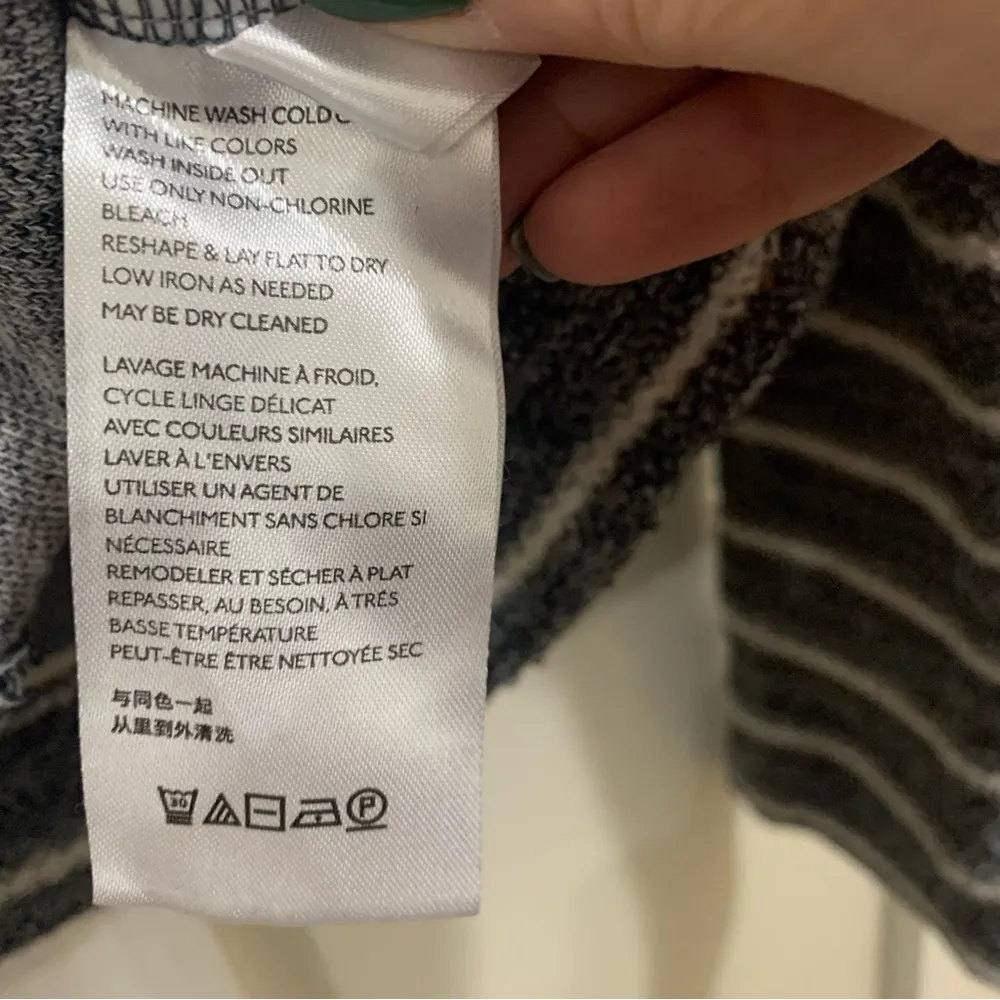 MACHINE WASH COLD
WITH LIKE COLORS
WASH INSIDE OUT
USE ONLY NON-CHLORINE
BLEACH
RESHAPE & LAY FLAT TO DRY
LOW IRON AS NEEDED
MAY BE DRY CLEANED
LAVAGE MACHINE À FROID,
CYCLE LINGE DÉLICAT
AVEC COULEURS SIMILAIRES
LAVER À L'ENVERS
UTILISER UN AGENT DE
BLANCHIMENT SANS CHLORE SI
NÉCESSAIRE
REMODELER ET SÉCHER À PLAT
REPASSER, AU BESOIN, À TRÈS
BASSE TEMPÉRATURE
PEUT-ÊTRE ÊTRE NETTOYÉE SEC
与同色一起
从里到外清洗
30 P